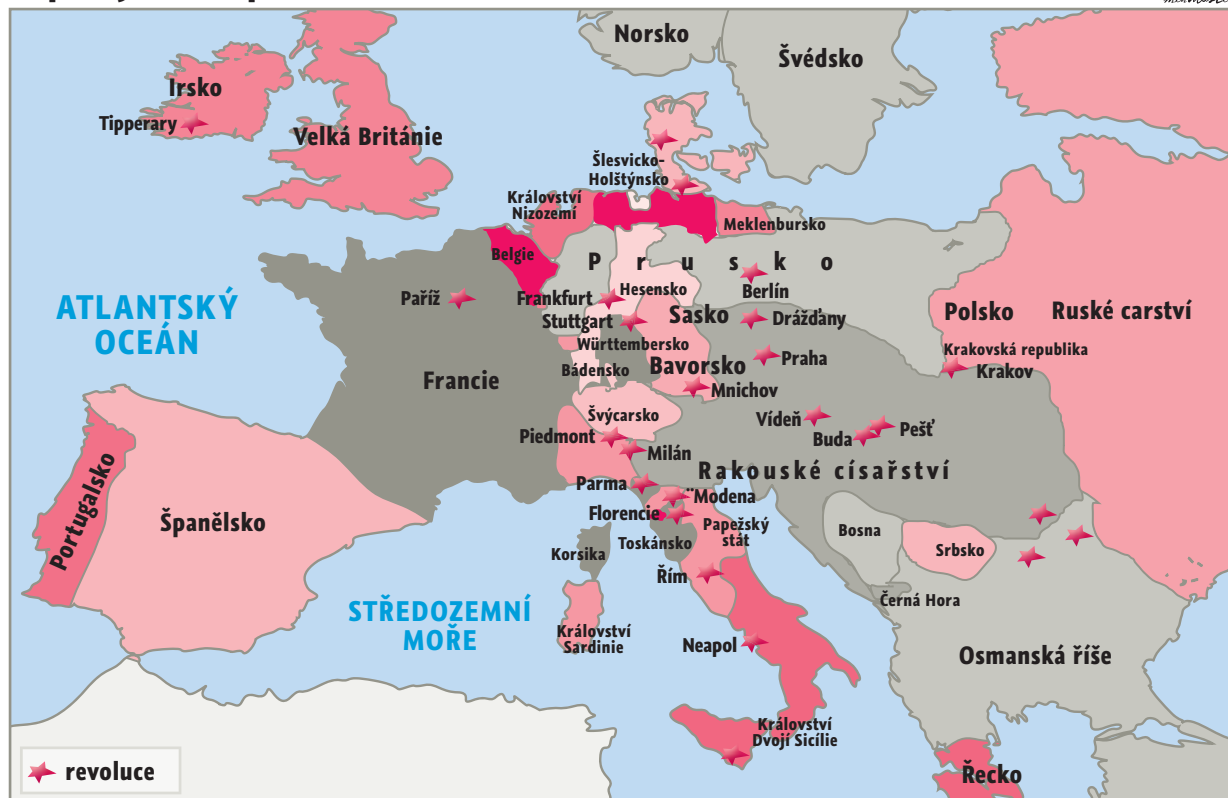 Norsko
Švédsko
Irsko
Tipperary
Velká Británie
Šlesvicko-
Holštýnsko
Království
Nizozemí
Meklenbursko
Belgie
Prusko
Berlín
Hesensko
Paříž
Frankfurt
Stuttgart
Sasko
Drážďany
Polsko
Ruské carství
ATLANTSKÝ
OCEÁN
Württembersko
Praha
Krakovská republika
Krakov
Bádensko
Bavorsko
Mnichov
Francie
Švýcarsko
Vídeň
Buda
Pešť
Piedmont
Milán
Rakouské císařství
Parma
Modena
Florencie
Portugalsko
Španělsko
Papežský
stát
Toskánsko
Korsika
Bosna
Srbsko
Řím
Černá Hora
STŘEDOZEMNÍ
MOŘE
Království
Sardinie
Neapol
Osmanská říše
Království
Dvojí Sicílie
Řecko
revoluce